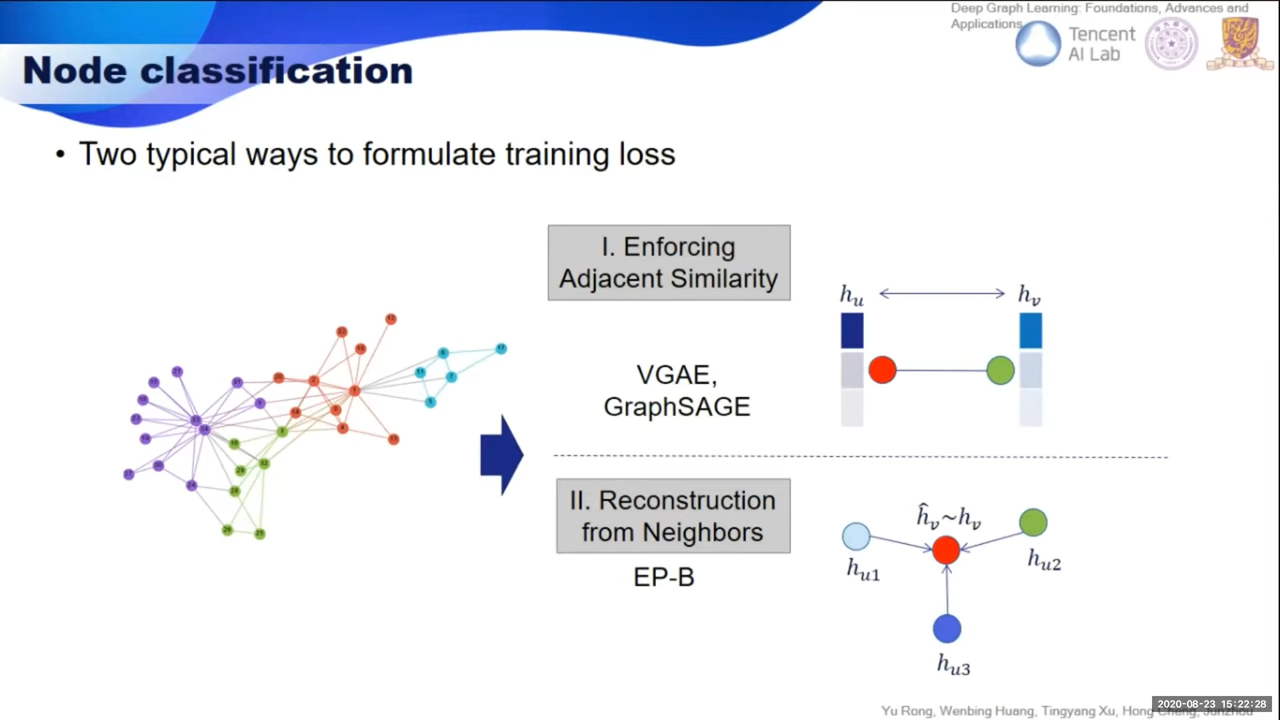 Deep Graph Learning: Foundations, Advances and
Applications
Tencent
AI Lab
Node classification
• Two typical ways to formulate training loss
I. Enforcing
Adjacent Similarity
h_u
h_v
VGAE,
GraphSAGE
II. Reconstruction
from Neighbors
EP-B
ĥ_v~h_v
h_u1
h_u2
h_u3
2020-08-23 15:22:28
Yu Rong, Wenbing Huang, Tingyang Xu, Hong Cheng, Junzhou